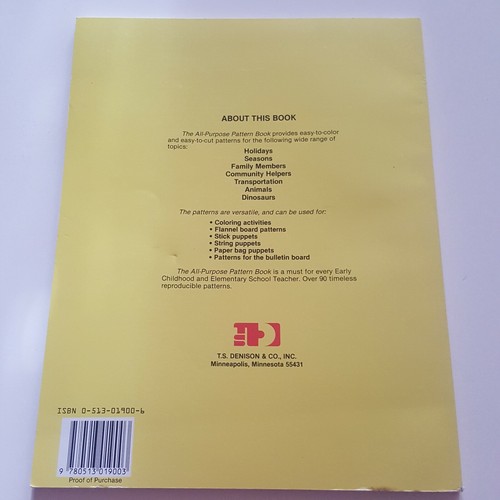 ABOUT THIS BOOK
The All-Purpose Pattern Book provides easy-to-color
and easy-to-cut patterns for the following wide range of
topics:
Holidays
Seasons
Family Members
Community Helpers
Transportation
Animals
Dinosaurs
The patterns are versatile, and can be used for:
• Coloring activities
• Flannel board patterns
• Stick puppets
• String puppets
• Paper bag puppets
• Patterns for the bulletin board
The All-Purpose Pattern Book is a must for every Early
Childhood and Elementary School Teacher. Over 90 timeless
reproducible patterns.
T.S. DENISON & CO., INC.
Minneapolis, Minnesota 55431
ISBN 0-513-01900-6
9 780513 019003
Proof of Purchase